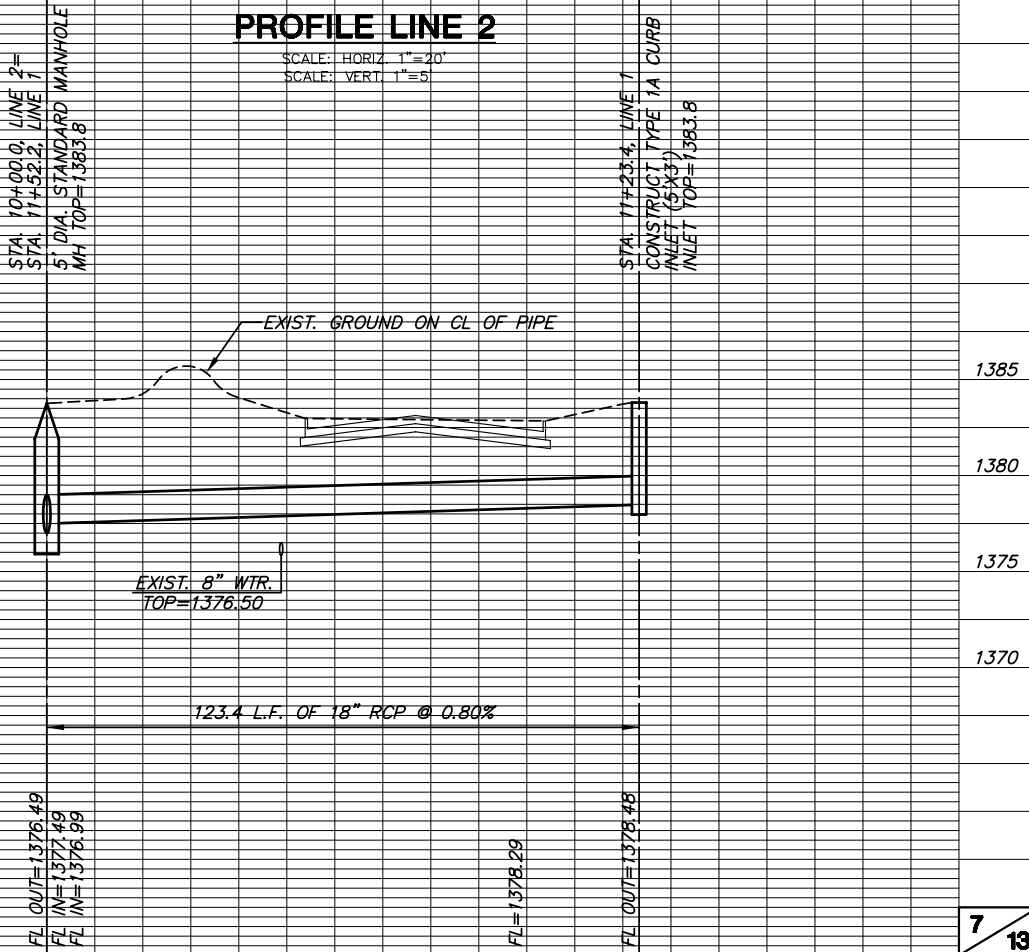 PROFILE LINE 2
SCALE: HORIZ. 1"=20'
SCALE: VERT. 1"=5'
STA. 10+00.0, LINE 2=
STA. 11+52.2, LINE 1
5' DIA. STANDARD MANHOLE
MH TOP=1383.8
STA. 11+23.4, LINE 1
CONSTRUCT TYPE 1A CURB
INLET (5'X3')
INLET TOP=1383.8
EXIST. GROUND ON CL OF PIPE
1385
1380
1375
1370
EXIST. 8" WTR.
TOP=1376.50
123.4 L.F. OF 18" RCP @ 0.80%
FL OUT=1376.49
FL IN=1377.49
FL IN=1376.99
FL=1378.29
FL OUT=1378.48
7
13